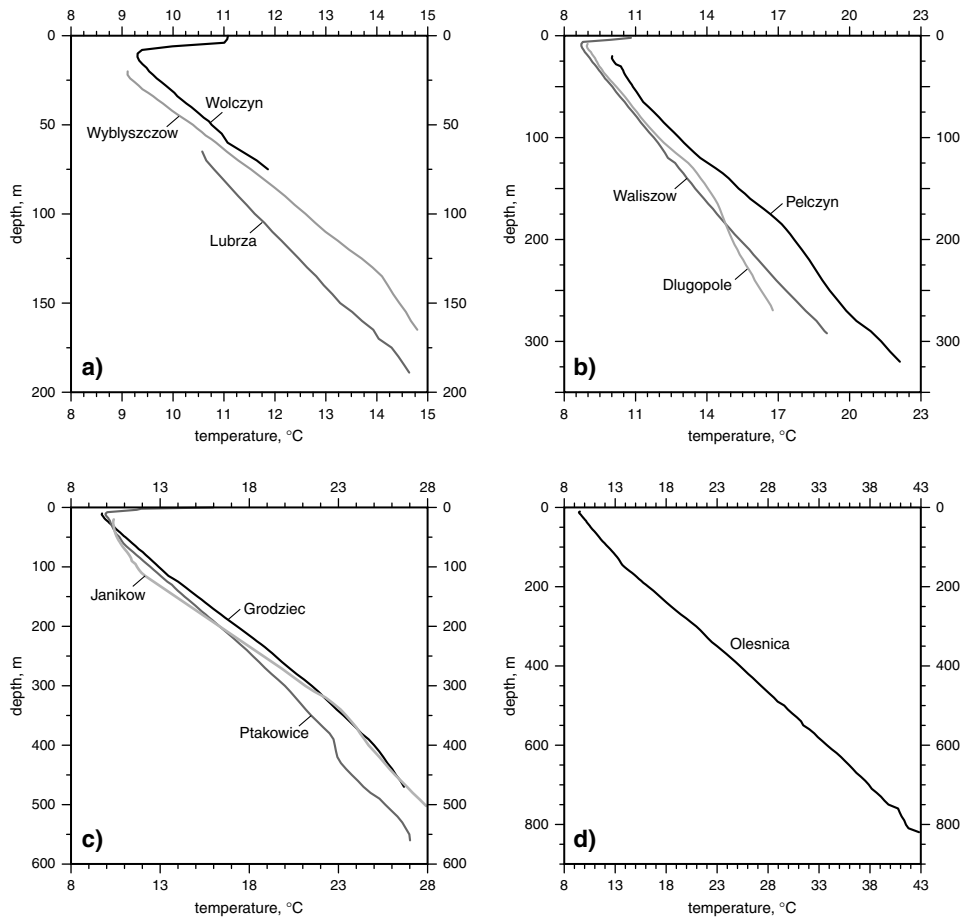 8 9 10 11 12 13 14 15
0 0
50 50
100 100
150 150
200 200
depth, m
Wolczyn
Wyblyszczow
Lubrza
a)
8 9 10 11 12 13 14 15
temperature, °C
8 11 14 17 20 23
0 0
100 100
200 200
300 300
depth, m
Waliszow
Pelczyn
Dlugopole
b)
8 11 14 17 20 23
temperature, °C
8 13 18 23 28
0 0
100 100
200 200
300 300
400 400
500 500
600 600
depth, m
Janikow
Grodziec
Ptakowice
c)
8 13 18 23 28
temperature, °C
8 13 18 23 28 33 38 43
0 0
200 200
400 400
600 600
800 800
depth, m
Olesnica
d)
8 13 18 23 28 33 38 43
temperature, °C